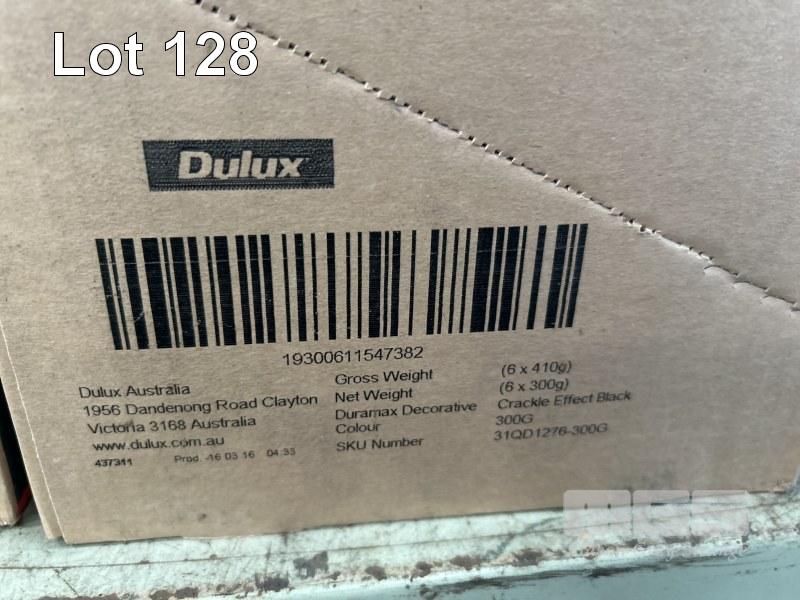 Lot 128
Dulux
19300611547382
Dulux Australia
1956 Dandenong Road Clayton
Victoria 3168 Australia
www.dulux.com.au
437311 Prod. -16 03 16 04:33
Gross Weight (6 x 410g)
Net Weight (6 x 300g)
Duramax Decorative Crackle Effect Black
Colour 300G
SKU Number 31QD1276-300G
MGS